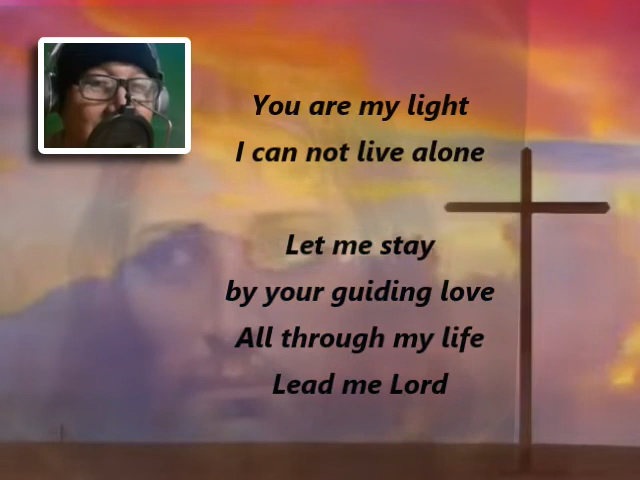 You are my light
I can not live alone
Let me stay
by your guiding love
All through my life
Lead me Lord